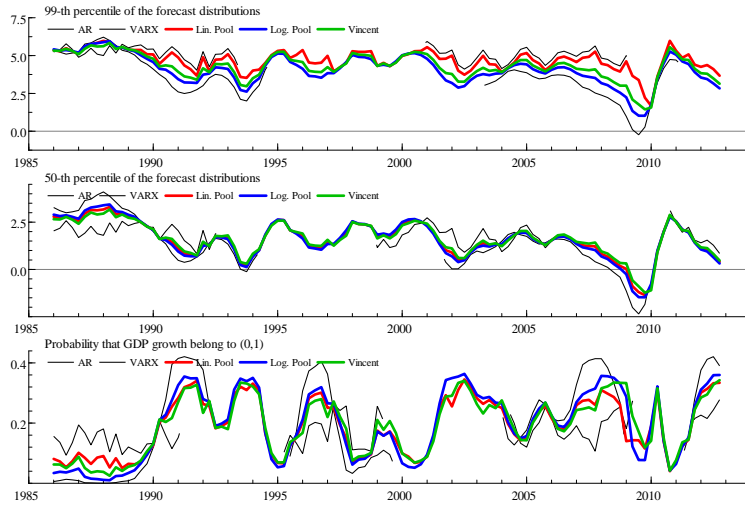 99-th percentile of the forecast distributions
7.5
AR VARX Lin. Pool Log. Pool Vincent
5.0
2.5
0.0
1985 1990 1995 2000 2005 2010
50-th percentile of the forecast distributions
AR VARX Lin. Pool Log. Pool Vincent
2.5
0.0
1985 1990 1995 2000 2005 2010
Probability that GDP growth belong to (0,1)
AR VARX Lin. Pool Log. Pool Vincent
0.4
0.2
1985 1990 1995 2000 2005 2010